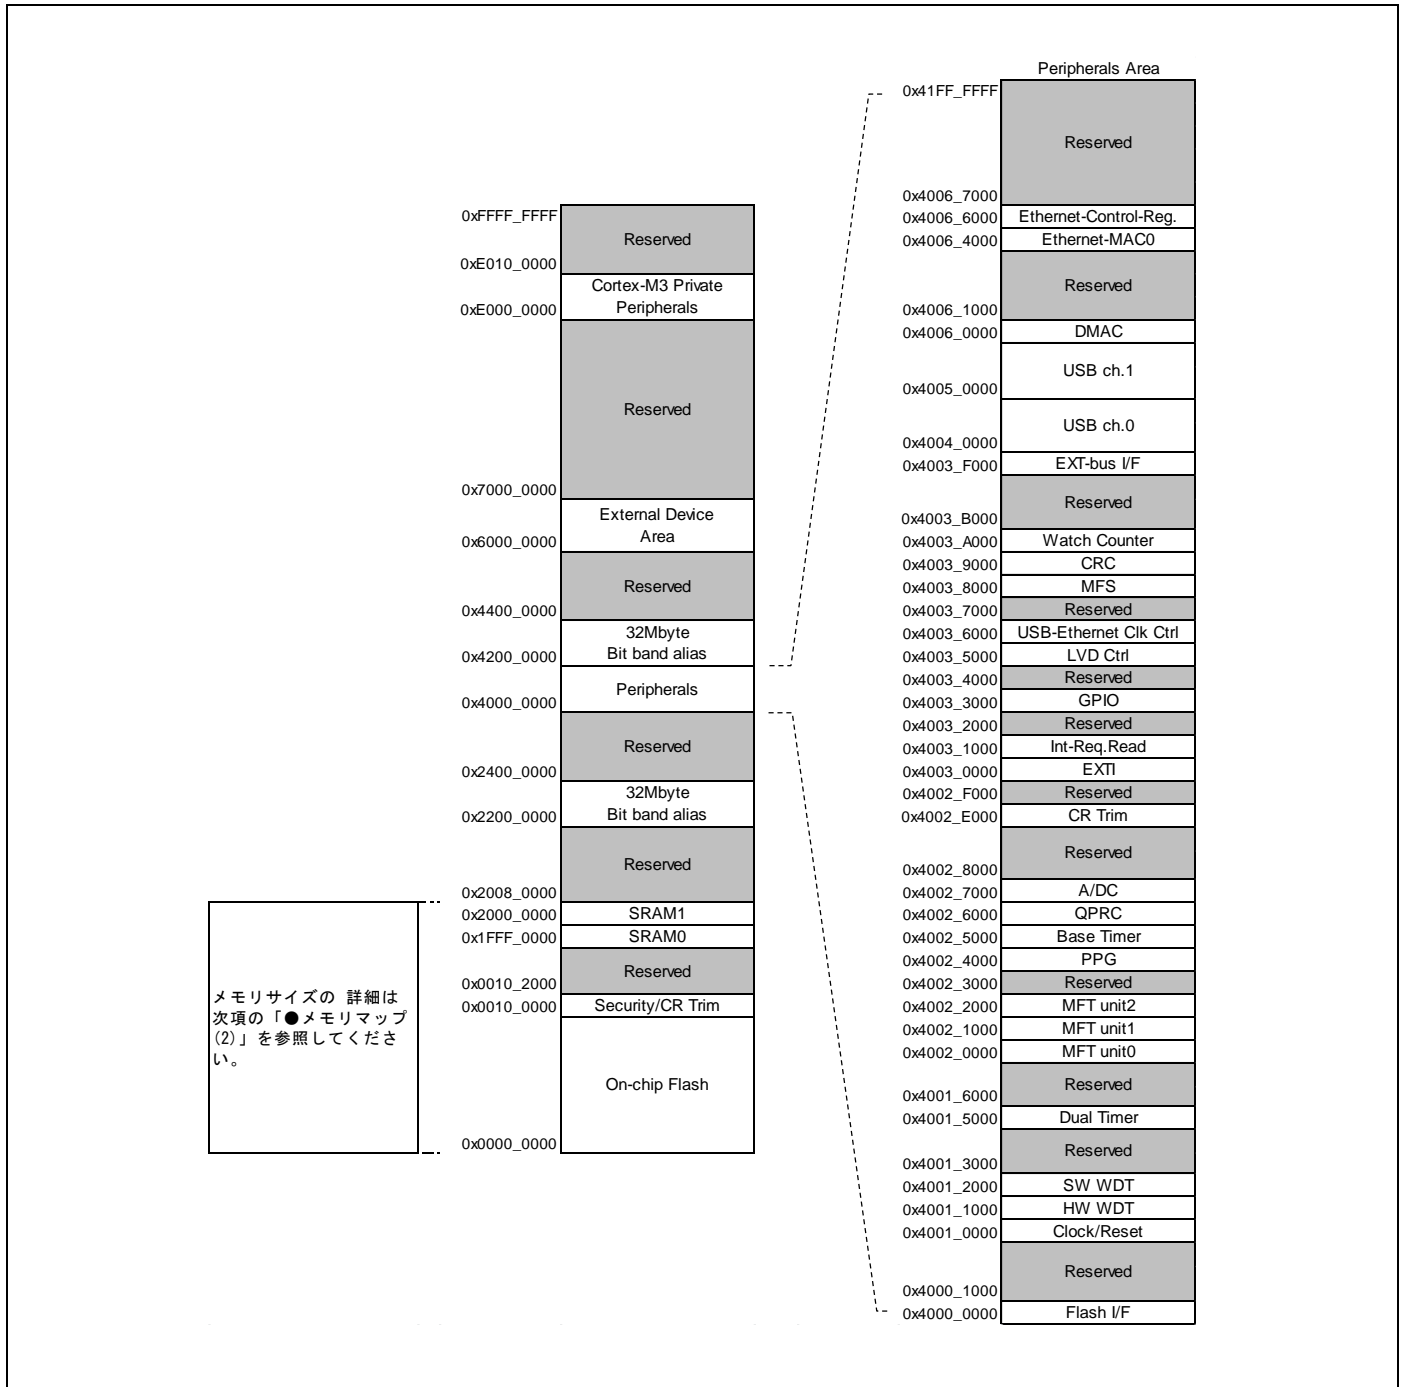 Peripherals Area
0x41FF_FFFF
Reserved
0x4006_7000
0x4006_6000 Ethernet-Control-Reg.
0x4006_4000 Ethernet-MAC0
Reserved
0x4006_1000
0x4006_0000 DMAC
USB ch.1
0x4005_0000
USB ch.0
0x4004_0000
0x4003_F000 EXT-bus I/F
Reserved
0x4003_B000
0x4003_A000 Watch Counter
0x4003_9000 CRC
0x4003_8000 MFS
0x4003_7000 Reserved
0x4003_6000 USB-Ethernet Clk Ctrl
0x4003_5000 LVD Ctrl
0x4003_4000 Reserved
0x4003_3000 GPIO
0x4003_2000 Reserved
0x4003_1000 Int-Req.Read
0x4003_0000 EXTI
0x4002_F000 Reserved
0x4002_E000 CR Trim
Reserved
0x4002_8000
0x4002_7000 A/DC
0x4002_6000 QPRC
0x4002_5000 Base Timer
0x4002_4000 PPG
0x4002_3000 Reserved
0x4002_2000 MFT unit2
0x4002_1000 MFT unit1
0x4002_0000 MFT unit0
Reserved
0x4001_6000
0x4001_5000 Dual Timer
Reserved
0x4001_3000
0x4001_2000 SW WDT
0x4001_1000 HW WDT
0x4001_0000 Clock/Reset
Reserved
0x4000_1000
0x4000_0000 Flash I/F
0xFFFF_FFFF
Reserved
0xE010_0000
Cortex-M3 Private
0xE000_0000 Peripherals
Reserved
0x7000_0000
External Device
0x6000_0000 Area
Reserved
0x4400_0000
32Mbyte
0x4200_0000 Bit band alias
Peripherals
0x4000_0000
Reserved
0x2400_0000
32Mbyte
0x2200_0000 Bit band alias
Reserved
0x2008_0000
0x2000_0000 SRAM1
0x1FFF_0000 SRAM0
Reserved
0x0010_2000
0x0010_0000 Security/CR Trim
On-chip Flash
0x0000_0000
メモリサイズの 詳細は
次項の「●メモリマップ
(2)」を参照してくださ
い。